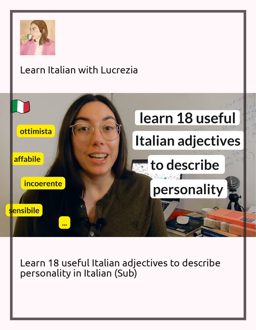 Learn Italian with Lucrezia
learn 18 useful
Italian adjectives
to describe
personality
ottimista
affabile
incoerente
sensibile
...
Learn 18 useful Italian adjectives to describe
personality in Italian (Sub)